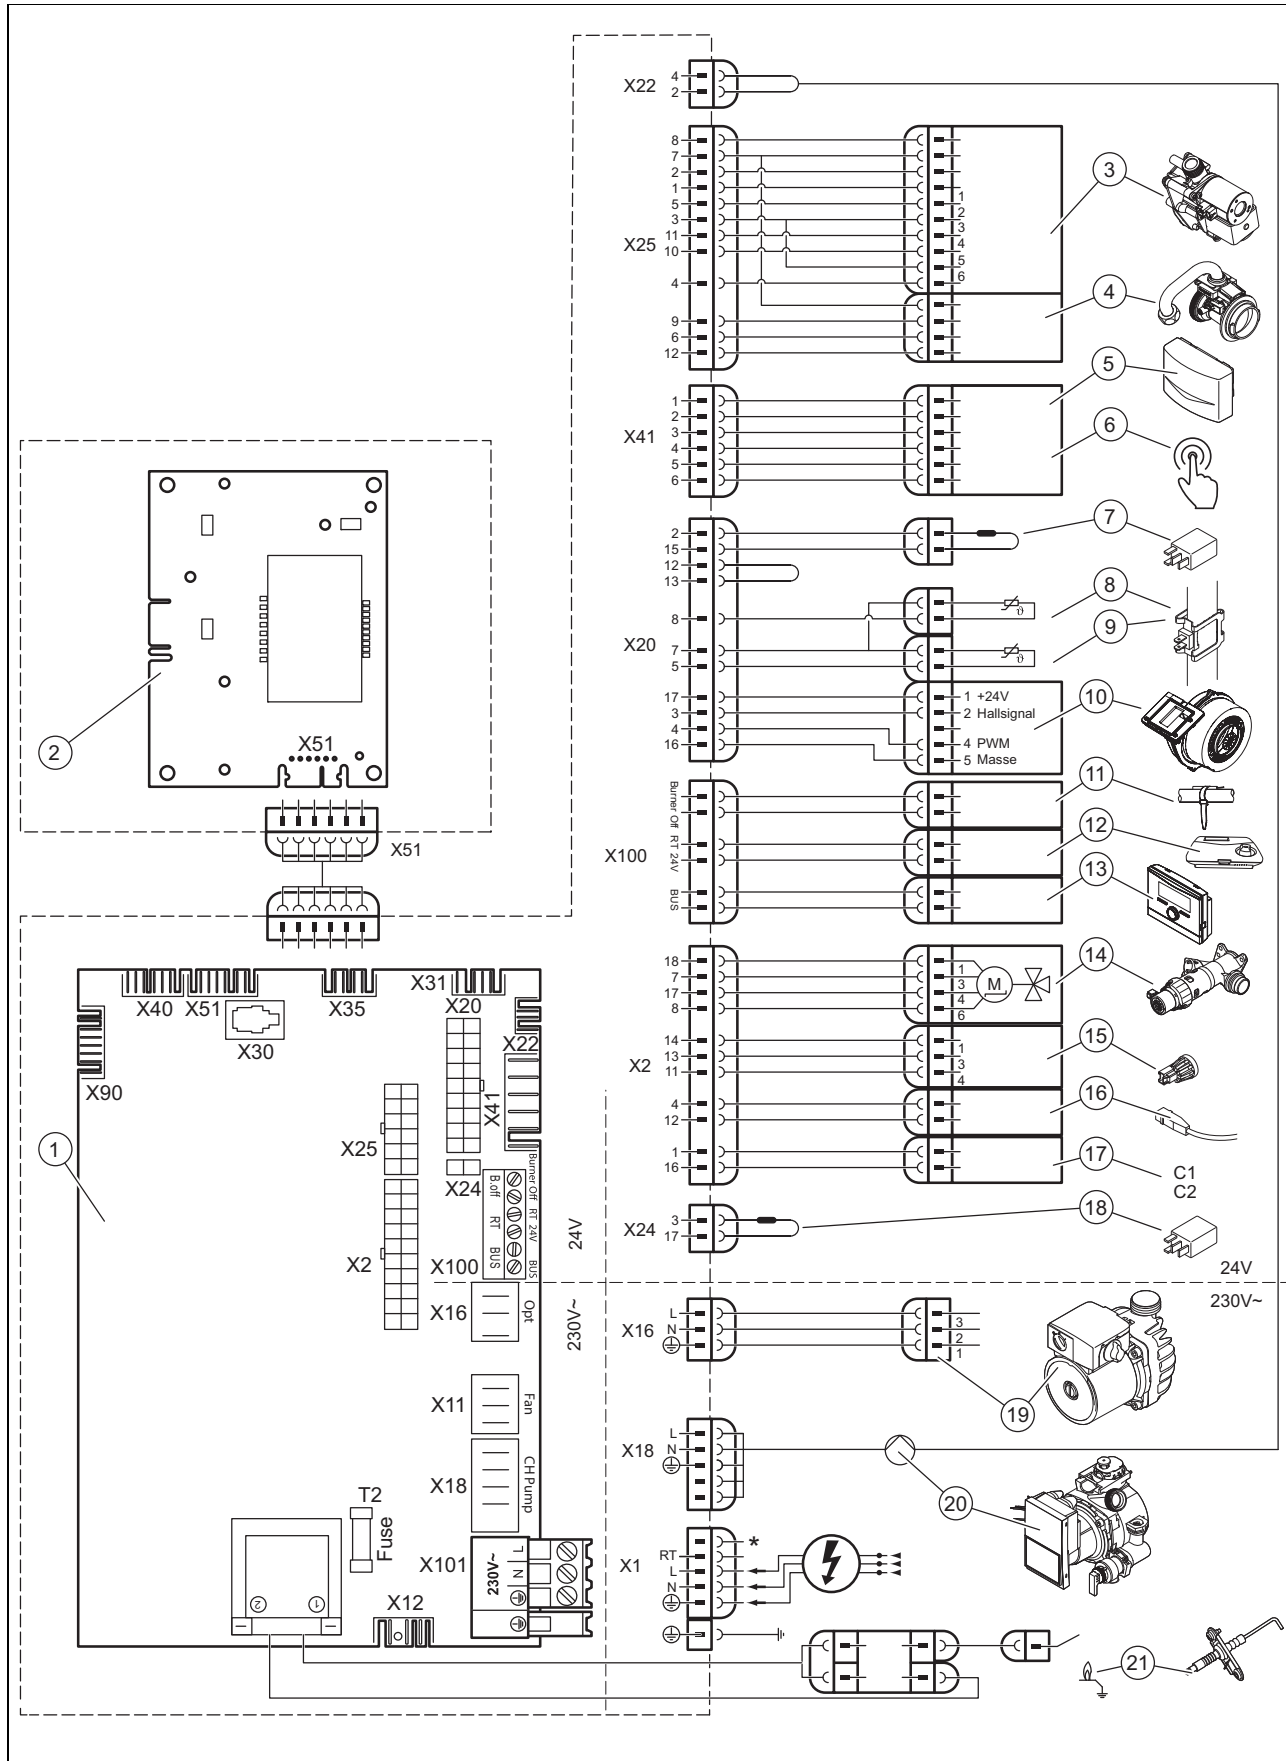 X22
4
2
X25
8
7
2
1
5
3
11
10
4
9
6
12
1
2
3
4
5
6
3
4
X41
1
2
3
4
5
6
5
6
X20
2
15
12
13
8
7
5
17
3
4
16
7
ϑ
8
ϑ
9
1 +24V
2 Hallsignal
4 PWM
5 Masse
10
X100
Burner Off
RT 24V
BUS
11
12
13
X2
18
7
17
8
14
13
11
4
12
1
16
1
3
4
6
M
14
1
3
4
15
16
17
C1
C2
X24
3
17
18
24V
230V~
X16
L
N
3
2
1
19
X18
L
N
20
X1
*
RT
L
N
21
2
X51
X51
1
X40
X51
X35
X31
X20
X30
X22
X90
X41
X25
X24
B.off
RT
BUS
Burner Off
RT 24V
BUS
24V
X2
X100
X16
Opt
230V~
X11
Fan
X18
CH Pump
T2
Fuse
X101
230V~
L
N
X12
2
1